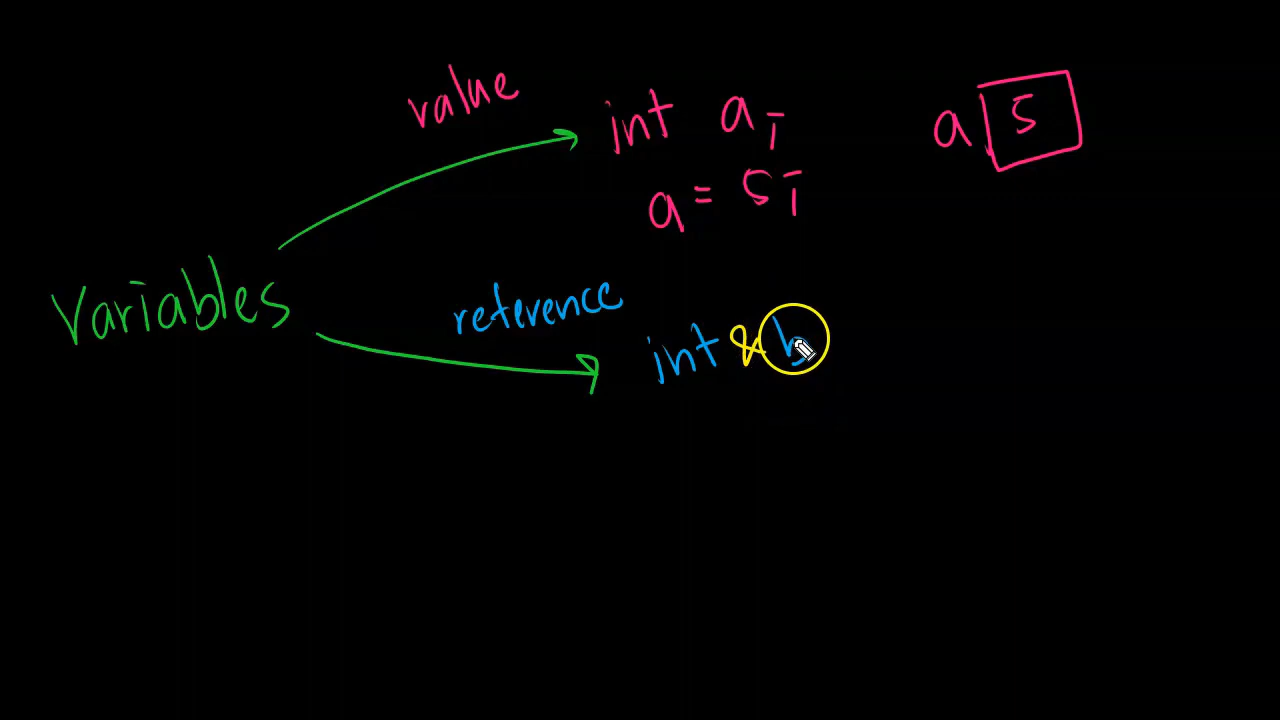 value
int a;
a 5
a = 5;
Variables
reference
int & b